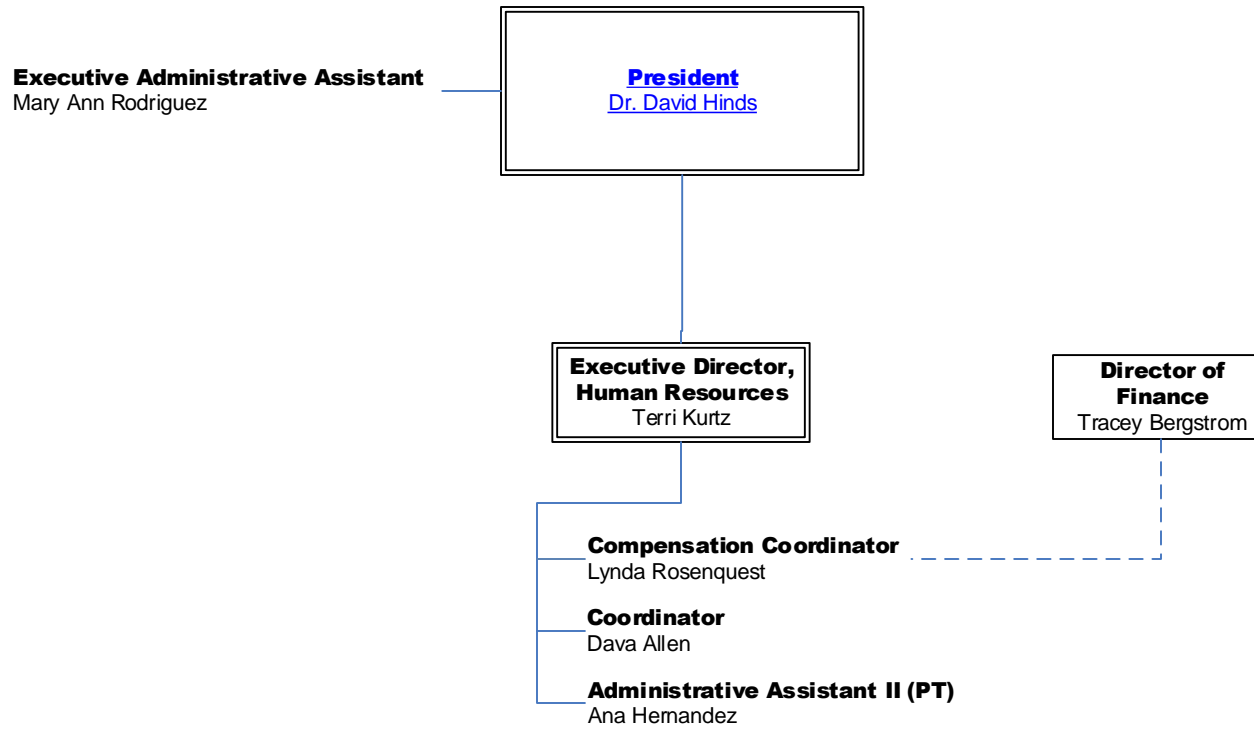 Executive Administrative Assistant
Mary Ann Rodriguez
President
Dr. David Hinds
Executive Director,
Human Resources
Terri Kurtz
Director of
Finance
Tracey Bergstrom
Compensation Coordinator
Lynda Rosenquest
Coordinator
Dava Allen
Administrative Assistant II (PT)
Ana Hernandez